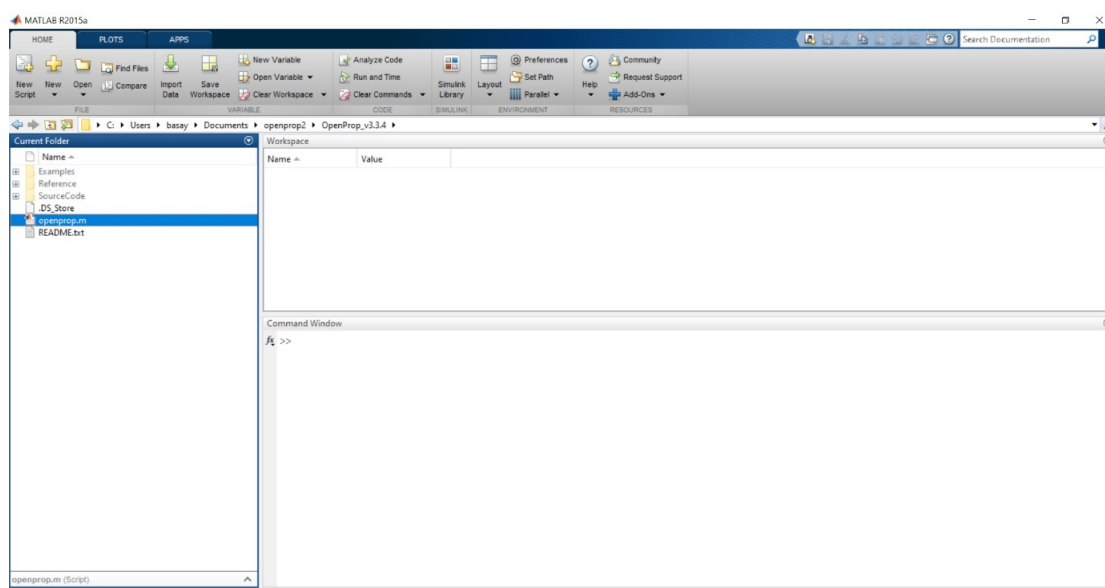 MATLAB R2015a
HOME PLOTS APPS Search Documentation
New Script New Open Find Files Compare Import Data Save Workspace New Variable Open Variable Clear Workspace Analyze Code Run and Time Clear Commands Simulink Library Layout Preferences Set Path Parallel Help Community Request Support Add-Ons
FILE VARIABLE CODE SIMULINK ENVIRONMENT RESOURCES
C: Users basay Documents openprop2 OpenProp_v3.3.4
Current Folder Workspace
Name Name Value
Examples
Reference
SourceCode
.DS_Store
openprop.m
README.txt
Command Window
fx >>
openprop.m (Script)